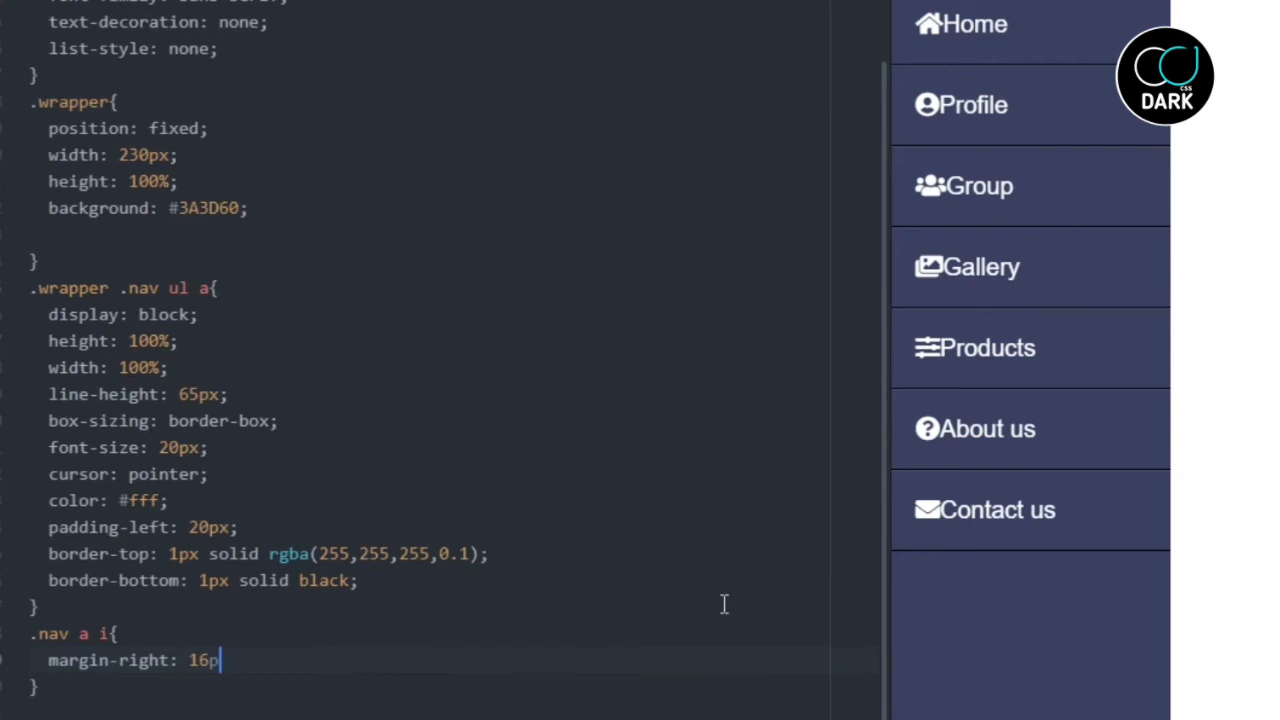 text-decoration: none;
list-style: none;
}
.wrapper{
position: fixed;
width: 230px;
height: 100%;
background: #3A3D60;
}
.wrapper .nav ul a{
display: block;
height: 100%;
width: 100%;
line-height: 65px;
box-sizing: border-box;
font-size: 20px;
cursor: pointer;
color: #fff;
padding-left: 20px;
border-top: 1px solid rgba(255,255,255,0.1);
border-bottom: 1px solid black;
}
.nav a i{
margin-right: 16p
}
Home
Profile
Group
Gallery
Products
About us
Contact us
CSS
DARK